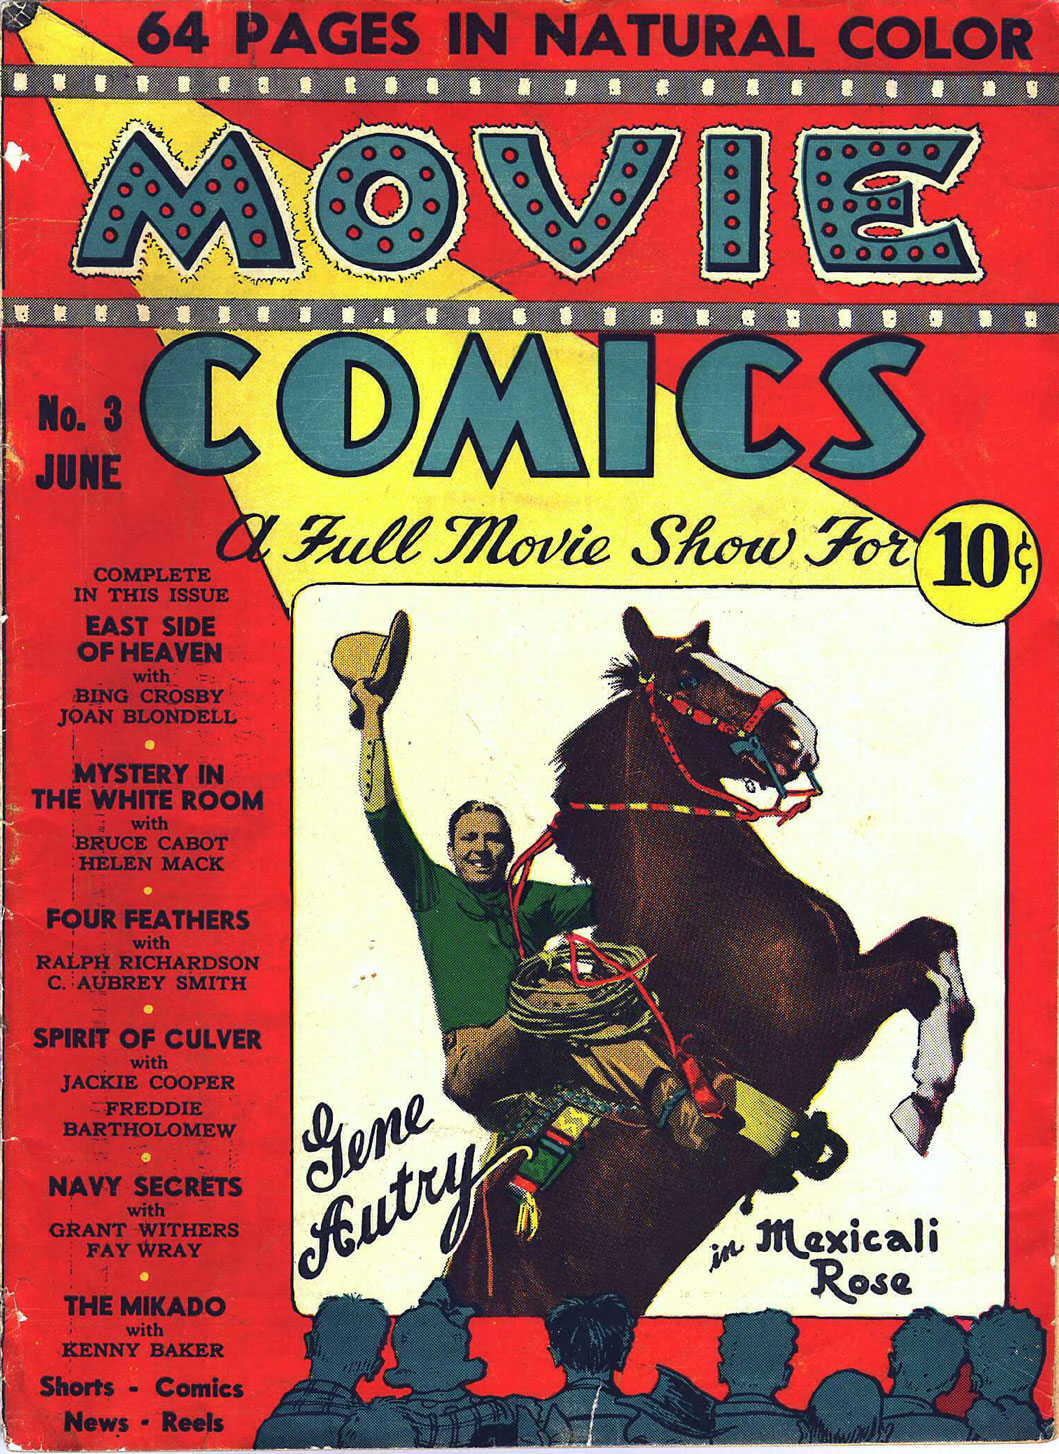 64 PAGES IN NATURAL COLOR
MOVIE
COMICS
No. 3
JUNE
A Full Movie Show For 10¢
COMPLETE
IN THIS ISSUE
EAST SIDE
OF HEAVEN
with
BING CROSBY
JOAN BLONDELL
MYSTERY IN
THE WHITE ROOM
with
BRUCE CABOT
HELEN MACK
FOUR FEATHERS
with
RALPH RICHARDSON
C. AUBREY SMITH
SPIRIT OF CULVER
with
JACKIE COOPER
FREDDIE
BARTHOLOMEW
NAVY SECRETS
with
GRANT WITHERS
FAY WRAY
THE MIKADO
with
KENNY BAKER
Shorts - Comics
News - Reels
Gene
Autry
in Mexicali
Rose